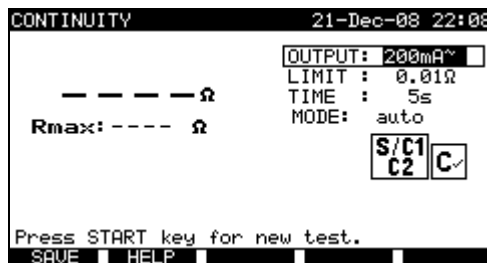 CONTINUITY 21-Dec-08 22:08
OUTPUT: 200mA~
LIMIT : 0.01Ω
TIME : 5s
MODE: auto
– – – – Ω
Rmax: ---- Ω
S/C1
C2
C✓
Press START key for new test.
SAVE HELP